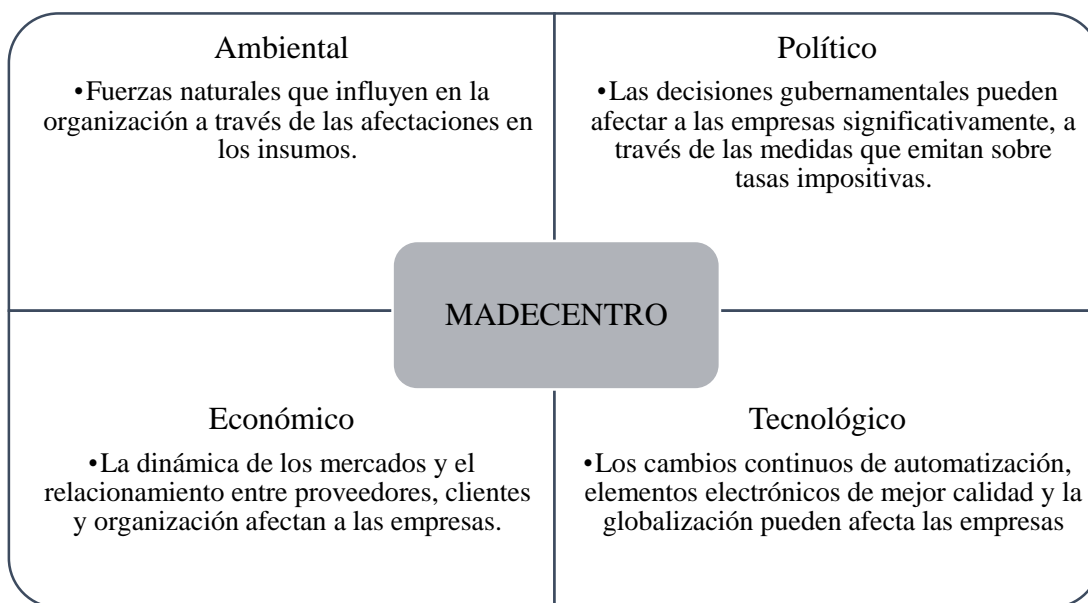 Ambiental
•Fuerzas naturales que influyen en la
organización a través de las afectaciones en
los insumos.
Político
•Las decisiones gubernamentales pueden
afectar a las empresas significativamente, a
través de las medidas que emitan sobre
tasas impositivas.
MADECENTRO
Económico
•La dinámica de los mercados y el
relacionamiento entre proveedores, clientes
y organización afectan a las empresas.
Tecnológico
•Los cambios continuos de automatización,
elementos electrónicos de mejor calidad y la
globalización pueden afecta las empresas